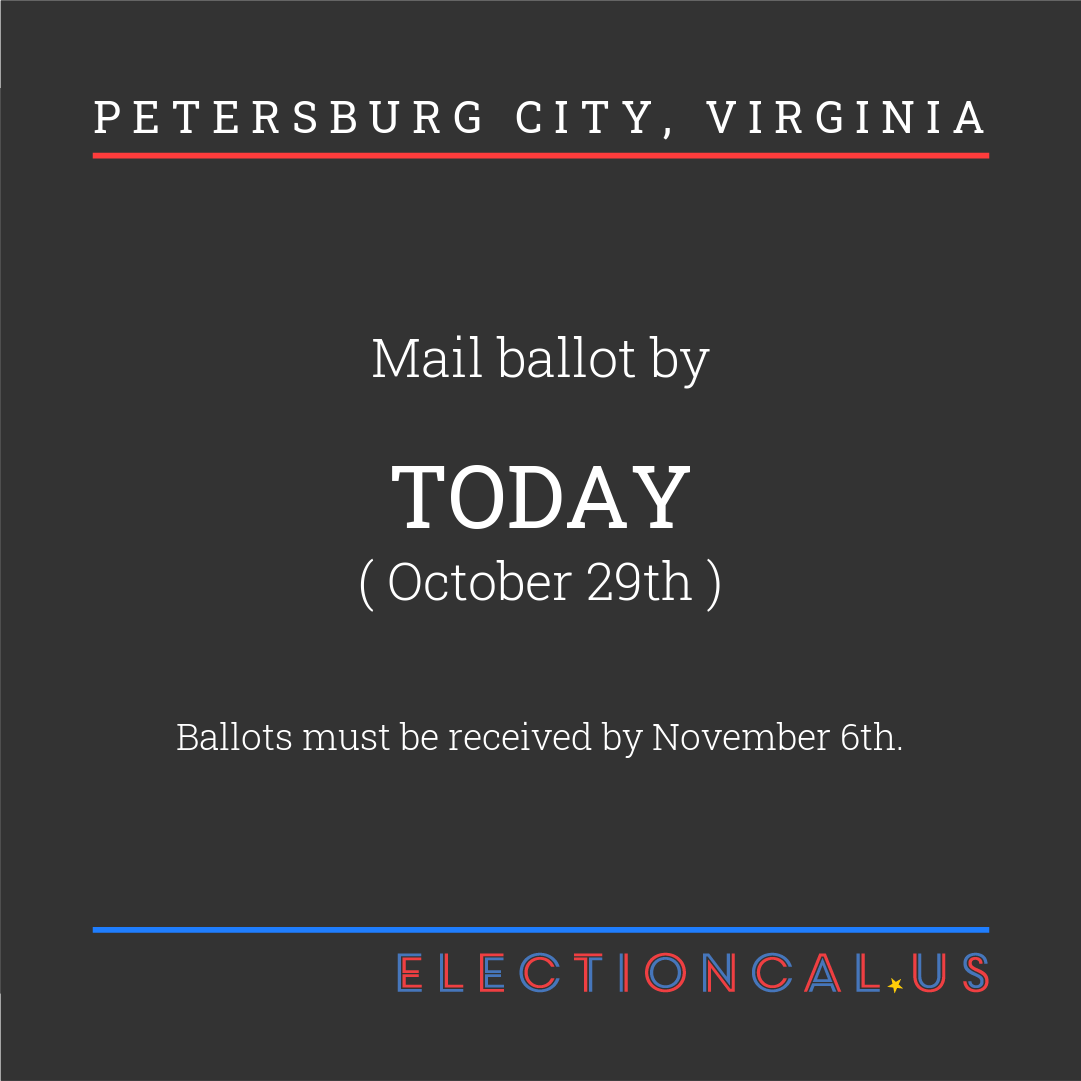 PETERSBURG CITY, VIRGINIA
Mail ballot by
TODAY
( October 29th )
Ballots must be received by November 6th.
ELECTIONCAL.US